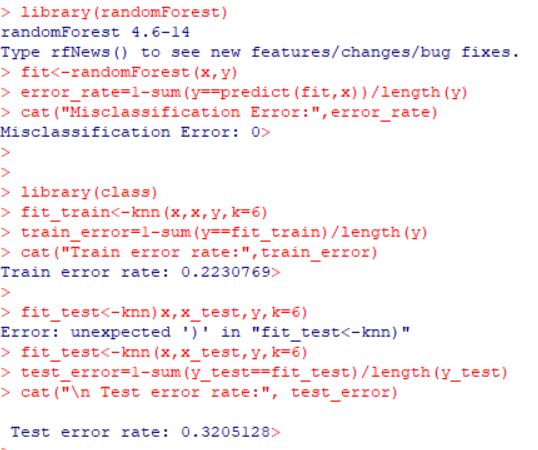 > library(randomForest)
randomForest 4.6-14
Type rfNews() to see new features/changes/bug fixes.
> fit<-randomForest(x,y)
> error_rate=1-sum(y==predict(fit,x))/length(y)
> cat("Misclassification Error:",error_rate)
Misclassification Error: 0>
>
>
> library(class)
> fit_train<-knn(x,x,y,k=6)
> train_error=1-sum(y==fit_train)/length(y)
> cat("Train error rate:",train_error)
Train error rate: 0.2230769>
>
> fit_test<-knn)x,x_test,y,k=6)
Error: unexpected ')' in "fit_test<-knn)"
> fit_test<-knn(x,x_test,y,k=6)
> test_error=1-sum(y_test==fit_test)/length(y_test)
> cat("\n Test error rate:", test_error)

 Test error rate: 0.3205128>